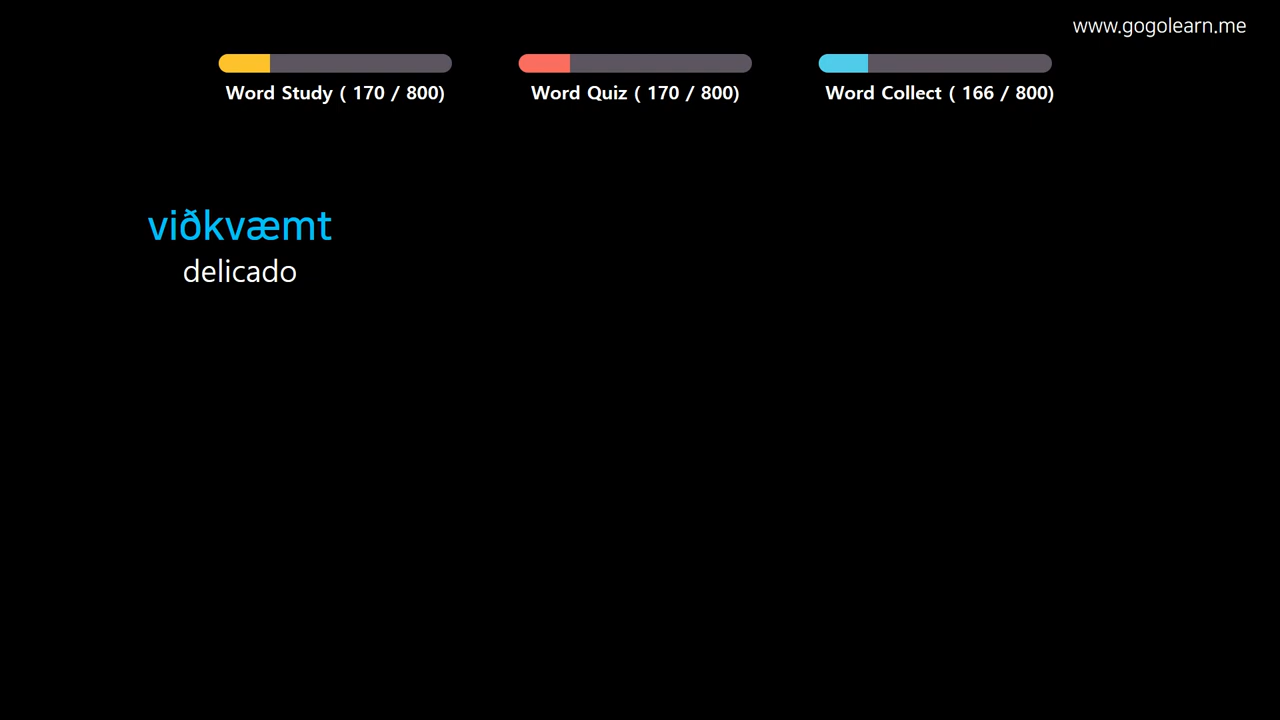 www.gogolearn.me
Word Study ( 170 / 800)
Word Quiz ( 170 / 800)
Word Collect ( 166 / 800)
viðkvæmt
delicado